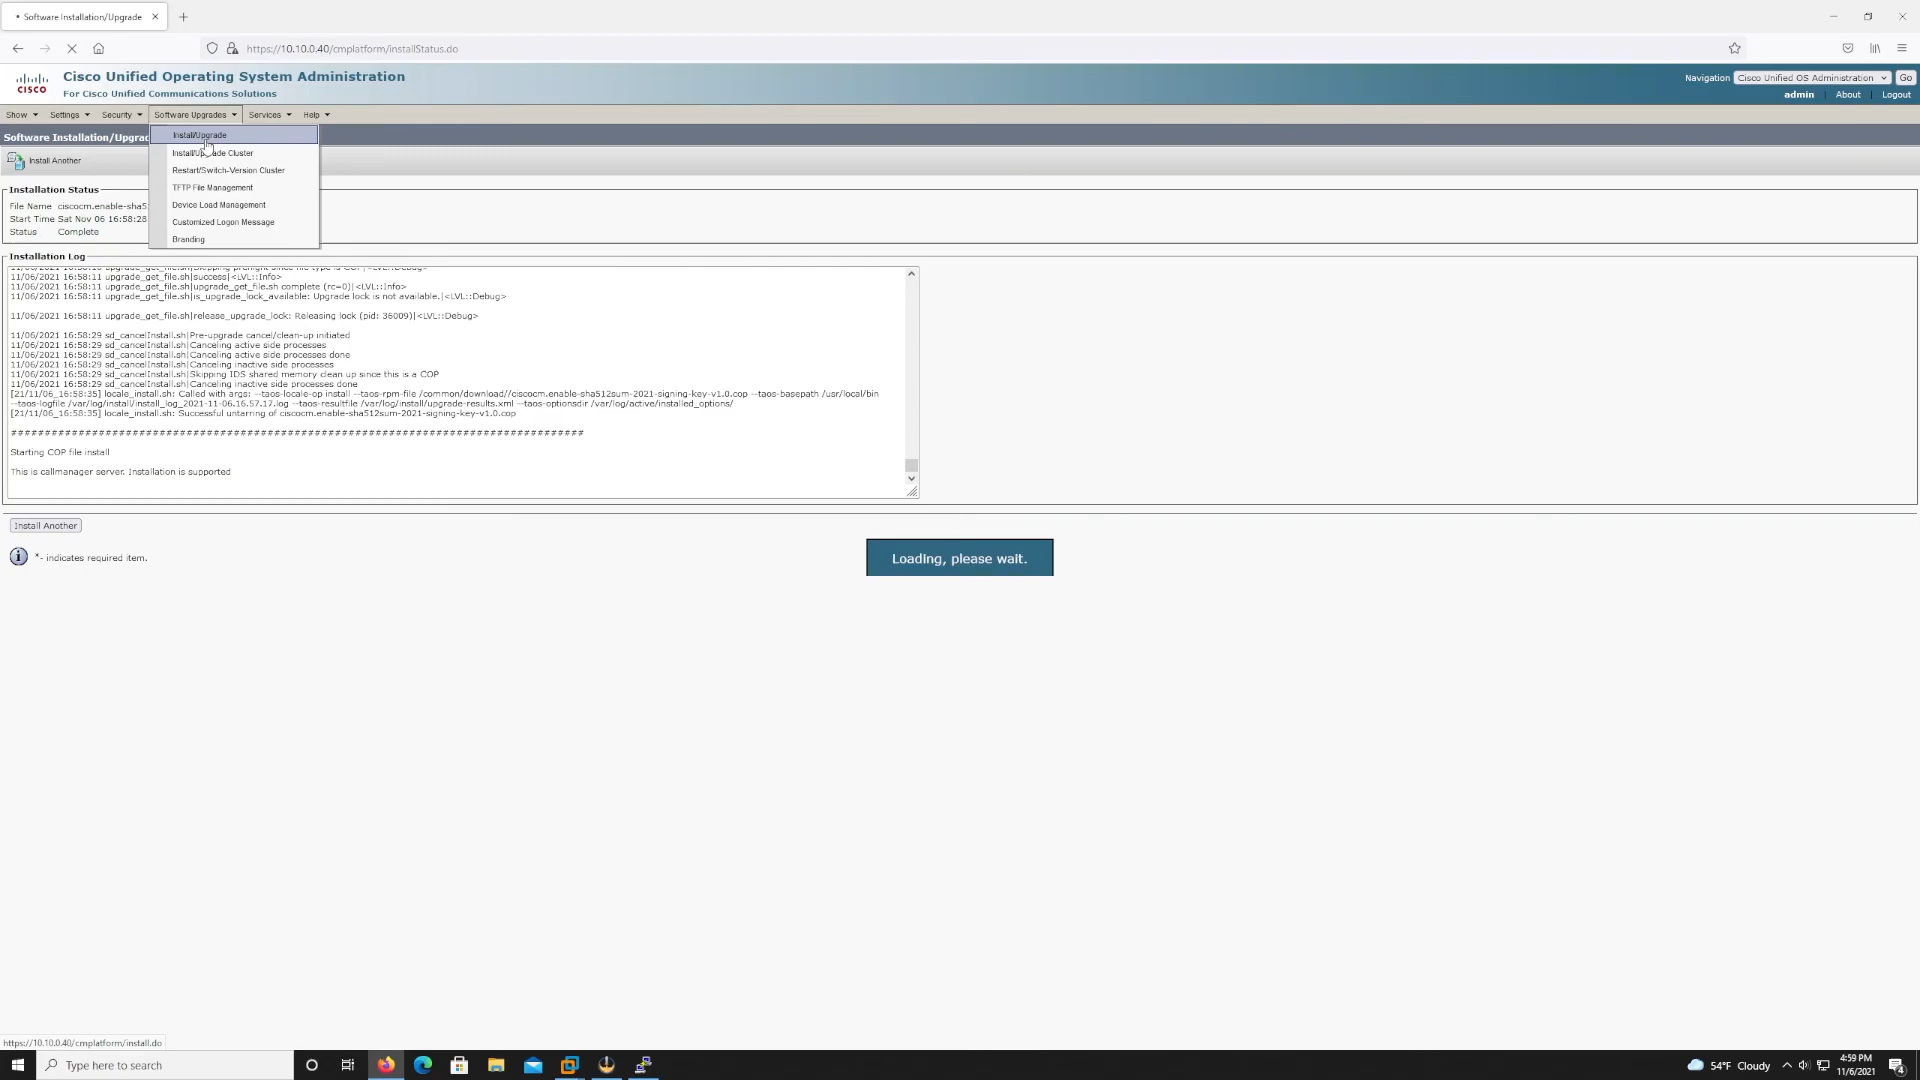 Software Installation/Upgrade
https://10.10.0.40/cmplatform/installStatus.do
CISCO
Cisco Unified Operating System Administration
For Cisco Unified Communications Solutions
Navigation Cisco Unified OS Administration Go
admin About Logout
Show Settings Security Software Upgrades Services Help
Software Installation/Upgrad
Install/Upgrade
Install/Upgrade Cluster
Restart/Switch-Version Cluster
TFTP File Management
Device Load Management
Customized Logon Message
Branding
Install Another
Installation Status
File Name ciscocm.enable-sha5
Start Time Sat Nov 06 16:58:28
Status Complete
Installation Log
11/06/2021 16:58:11 upgrade_get_file.sh|success|<LVL::Info>
11/06/2021 16:58:11 upgrade_get_file.sh|upgrade_get_file.sh complete (rc=0)|<LVL::Info>
11/06/2021 16:58:11 upgrade_get_file.sh|is_upgrade_lock_available: Upgrade lock is not available.|<LVL::Debug>
11/06/2021 16:58:11 upgrade_get_file.sh|release_upgrade_lock: Releasing lock (pid: 36009)|<LVL::Debug>
11/06/2021 16:58:29 sd_cancelInstall.sh|Pre-upgrade cancel/clean-up initiated
11/06/2021 16:58:29 sd_cancelInstall.sh|Canceling active side processes
11/06/2021 16:58:29 sd_cancelInstall.sh|Canceling active side processes done
11/06/2021 16:58:29 sd_cancelInstall.sh|Canceling inactive side processes
11/06/2021 16:58:29 sd_cancelInstall.sh|Skipping IDS shared memory clean up since this is a COP
11/06/2021 16:58:29 sd_cancelInstall.sh|Canceling inactive side processes done
[21/11/06_16:58:35] locale_install.sh: Called with args: --taos-locale-op install --taos-rpm-file /common/download//ciscocm.enable-sha512sum-2021-signing-key-v1.0.cop --taos-basepath /usr/local/bin
--taos-logfile /var/log/install/install_log_2021-11-06.16.57.17.log --taos-resultfile /var/log/install/upgrade-results.xml --taos-optionsdir /var/log/active/installed_options/
[21/11/06_16:58:35] locale_install.sh: Successful untarring of ciscocm.enable-sha512sum-2021-signing-key-v1.0.cop
#####################################################################################
Starting COP file install
This is callmanager server. Installation is supported
Install Another
*- indicates required item.
Loading, please wait.
https://10.10.0.40/cmplatform/install.do
Type here to search
54°F Cloudy
4:59 PM
11/6/2021
4